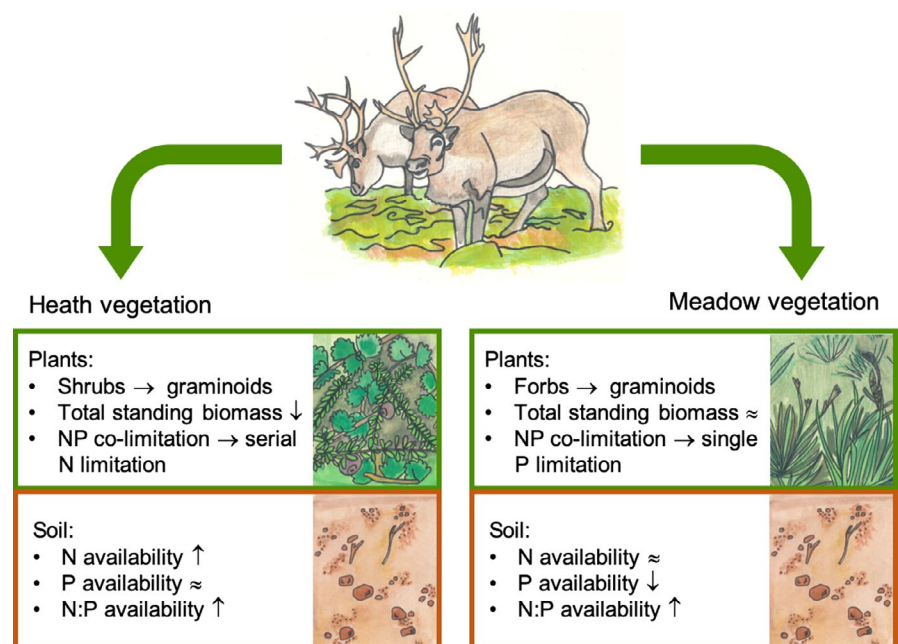 Heath vegetation
Plants:
• Shrubs → graminoids
• Total standing biomass ↓
• NP co-limitation → serial
N limitation
Soil:
• N availability ↑
• P availability ≈
• N:P availability ↑
Meadow vegetation
Plants:
• Forbs → graminoids
• Total standing biomass ≈
• NP co-limitation → single
P limitation
Soil:
• N availability ≈
• P availability ↓
• N:P availability ↑